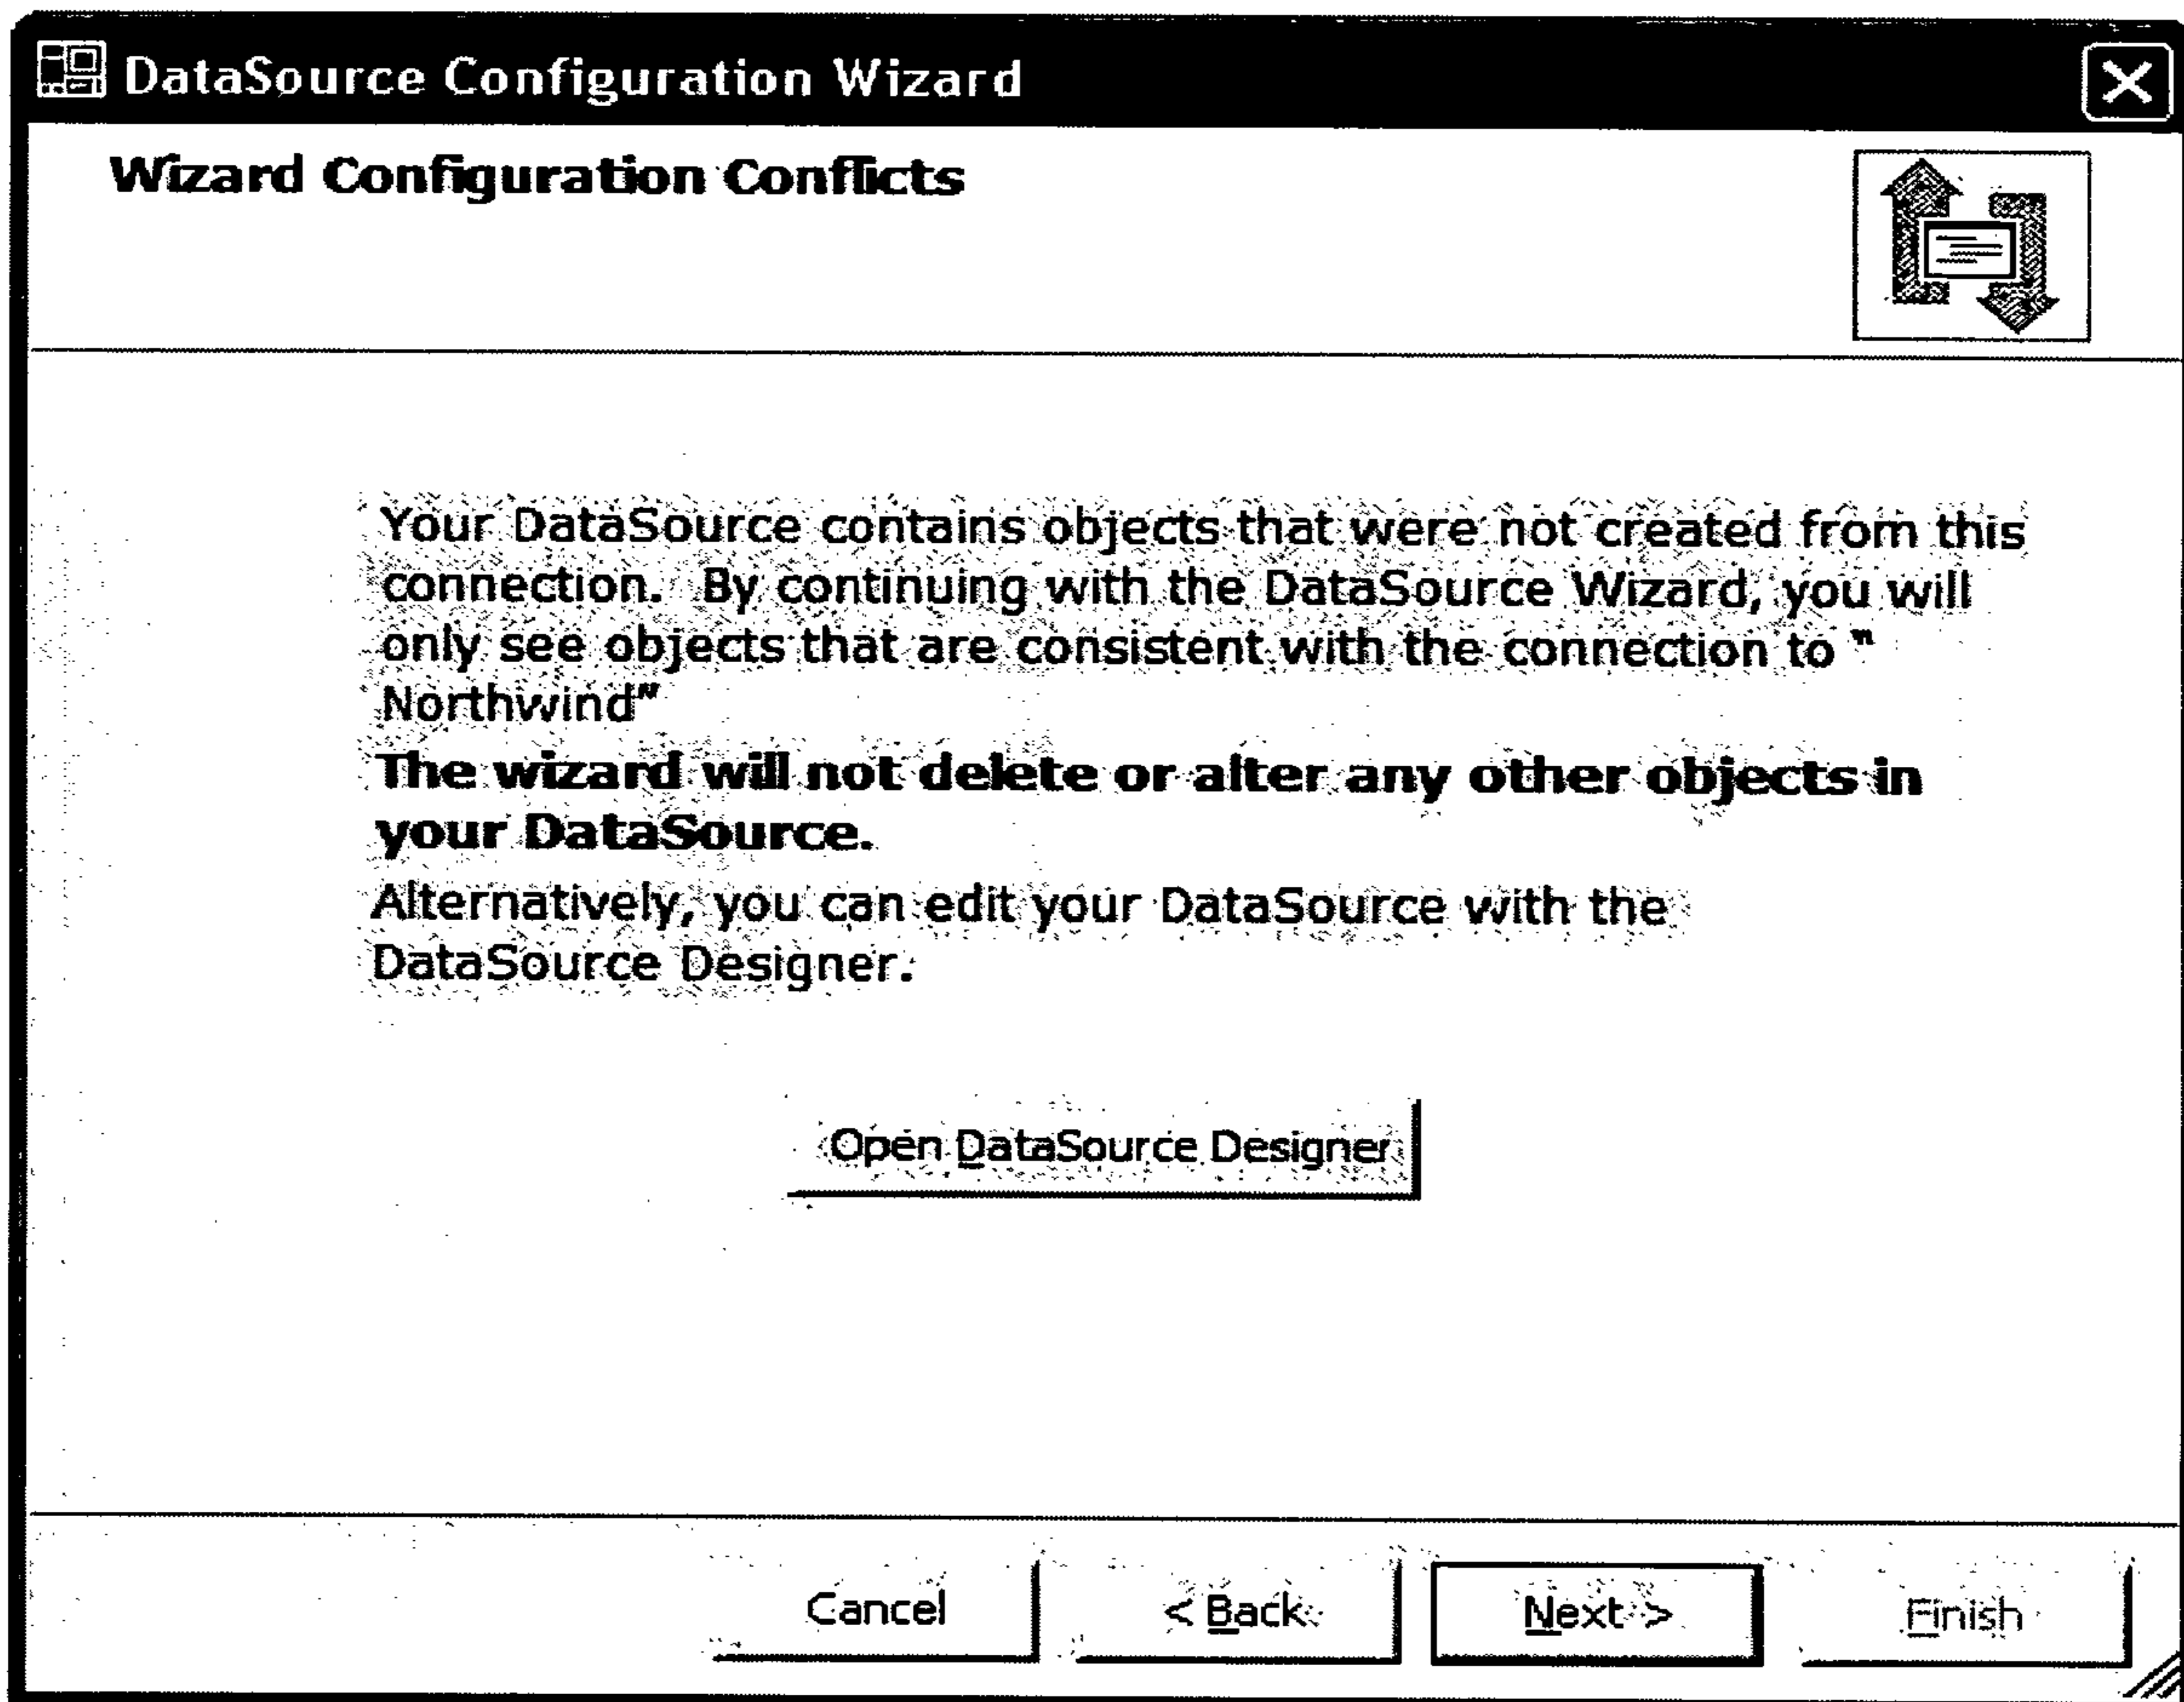 DataSource Configuration Wizard
Wizard Configuration Conflicts
Your DataSource contains objects that were not created from this
connection.  By continuing with the DataSource Wizard, you will
only see objects that are consistent with the connection to "
Northwind"
The wizard will not delete or alter any other objects in
your DataSource.
Alternatively, you can edit your DataSource with the
DataSource Designer.
Open DataSource Designer
Cancel
< Back
Next >
Finish